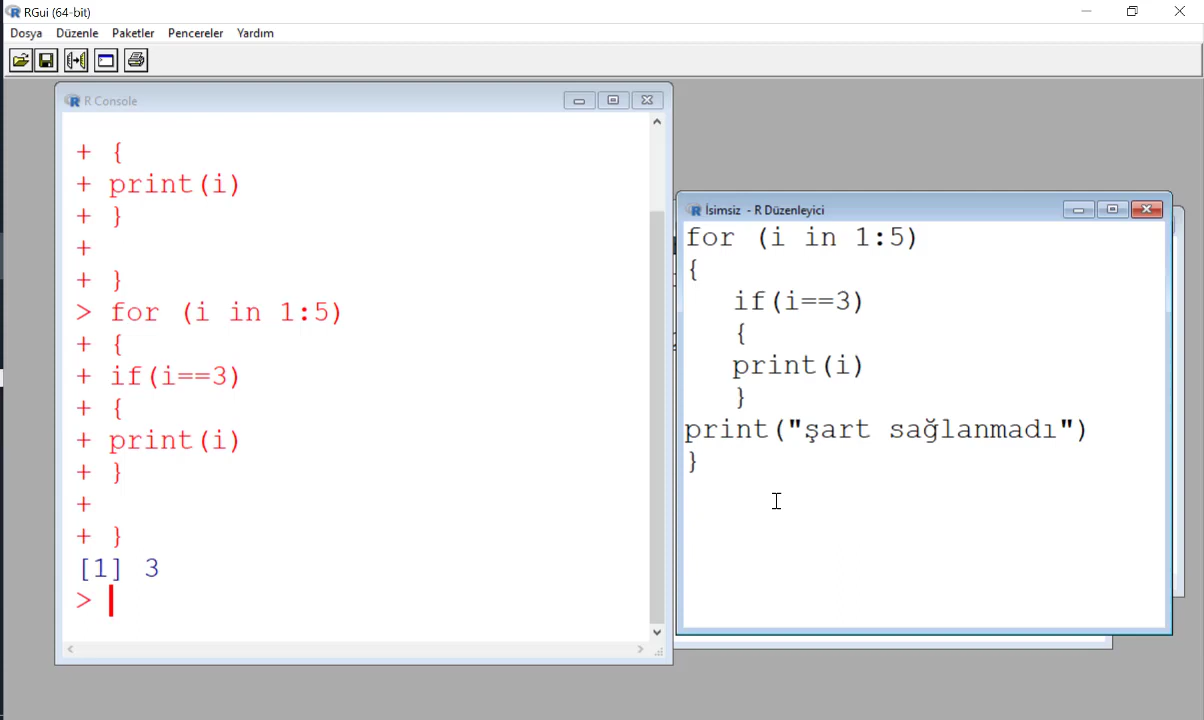 RGui (64-bit)
Dosya Düzenle Paketler Pencereler Yardım
R Console
+ {
+ print(i)
+ }
+
+ }
> for (i in 1:5)
+ {
+ if(i==3)
+ {
+ print(i)
+ }
+
+ }
[1] 3
>
İsimsiz - R Düzenleyici
for (i in 1:5)
{
if(i==3)
{
print(i)
}
print("şart sağlanmadı")
}